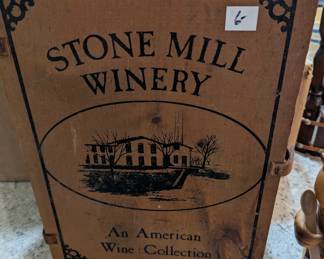 6-
STONE MILL
WINERY
An American
Wine Collection